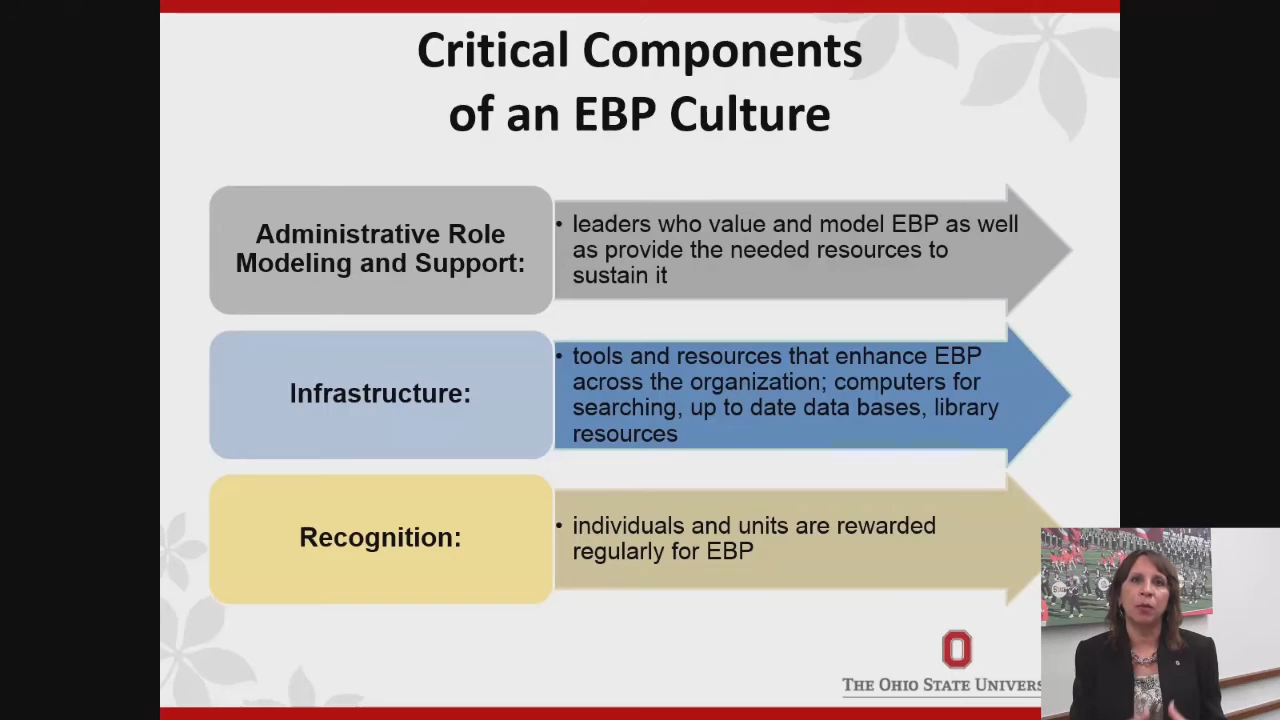 Critical Components
of an EBP Culture
Administrative Role
Modeling and Support:
• leaders who value and model EBP as well
as provide the needed resources to
sustain it
Infrastructure:
• tools and resources that enhance EBP
across the organization; computers for
searching, up to date data bases, library
resources
Recognition:
• individuals and units are rewarded
regularly for EBP
THE OHIO STATE UNIVERS